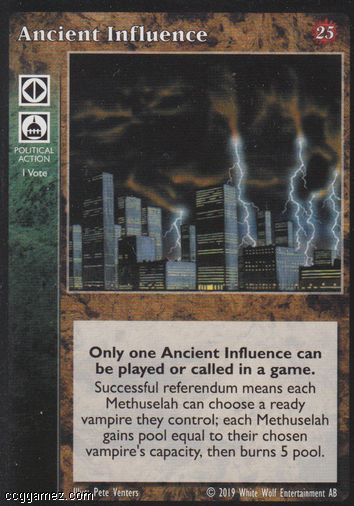 Ancient Influence
25
POLITICAL
ACTION
1 Vote
Only one Ancient Influence can
be played or called in a game.
Successful referendum means each
Methuselah can choose a ready
vampire they control; each Methuselah
gains pool equal to their chosen
vampire's capacity, then burns 5 pool.
Illus: Pete Venters
© 2019 White Wolf Entertainment AB
ccggamez.com